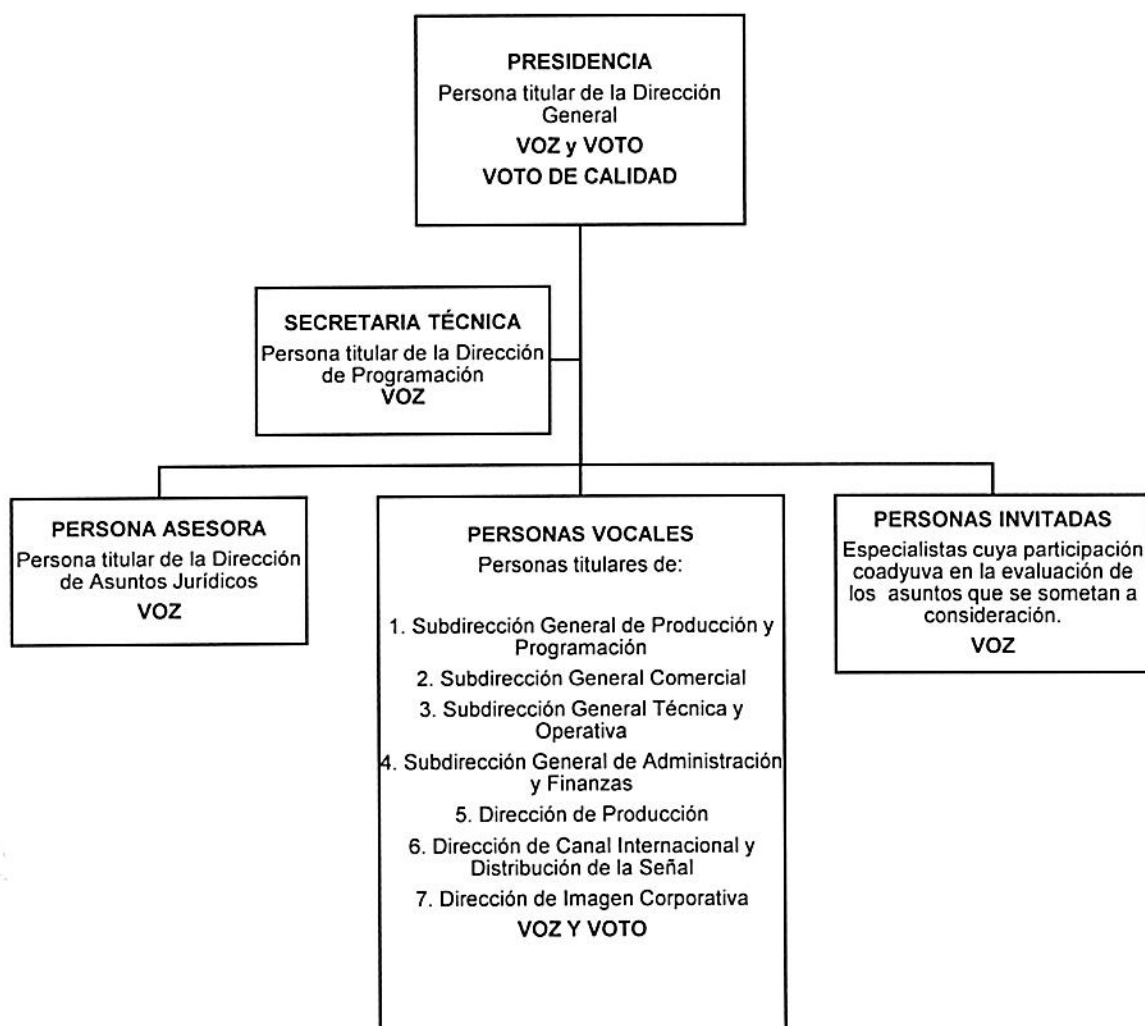 PRESIDENCIA
Persona titular de la Dirección
General
VOZ y VOTO
VOTO DE CALIDAD
SECRETARIA TÉCNICA
Persona titular de la Dirección
de Programación
VOZ
PERSONA ASESORA
Persona titular de la Dirección
de Asuntos Jurídicos
VOZ
PERSONAS VOCALES
Personas titulares de:
1. Subdirección General de Producción y
Programación
2. Subdirección General Comercial
3. Subdirección General Técnica y
Operativa
4. Subdirección General de Administración
y Finanzas
5. Dirección de Producción
6. Dirección de Canal Internacional y
Distribución de la Señal
7. Dirección de Imagen Corporativa
VOZ Y VOTO
PERSONAS INVITADAS
Especialistas cuya participación
coadyuva en la evaluación de
los asuntos que se sometan a
consideración.
VOZ